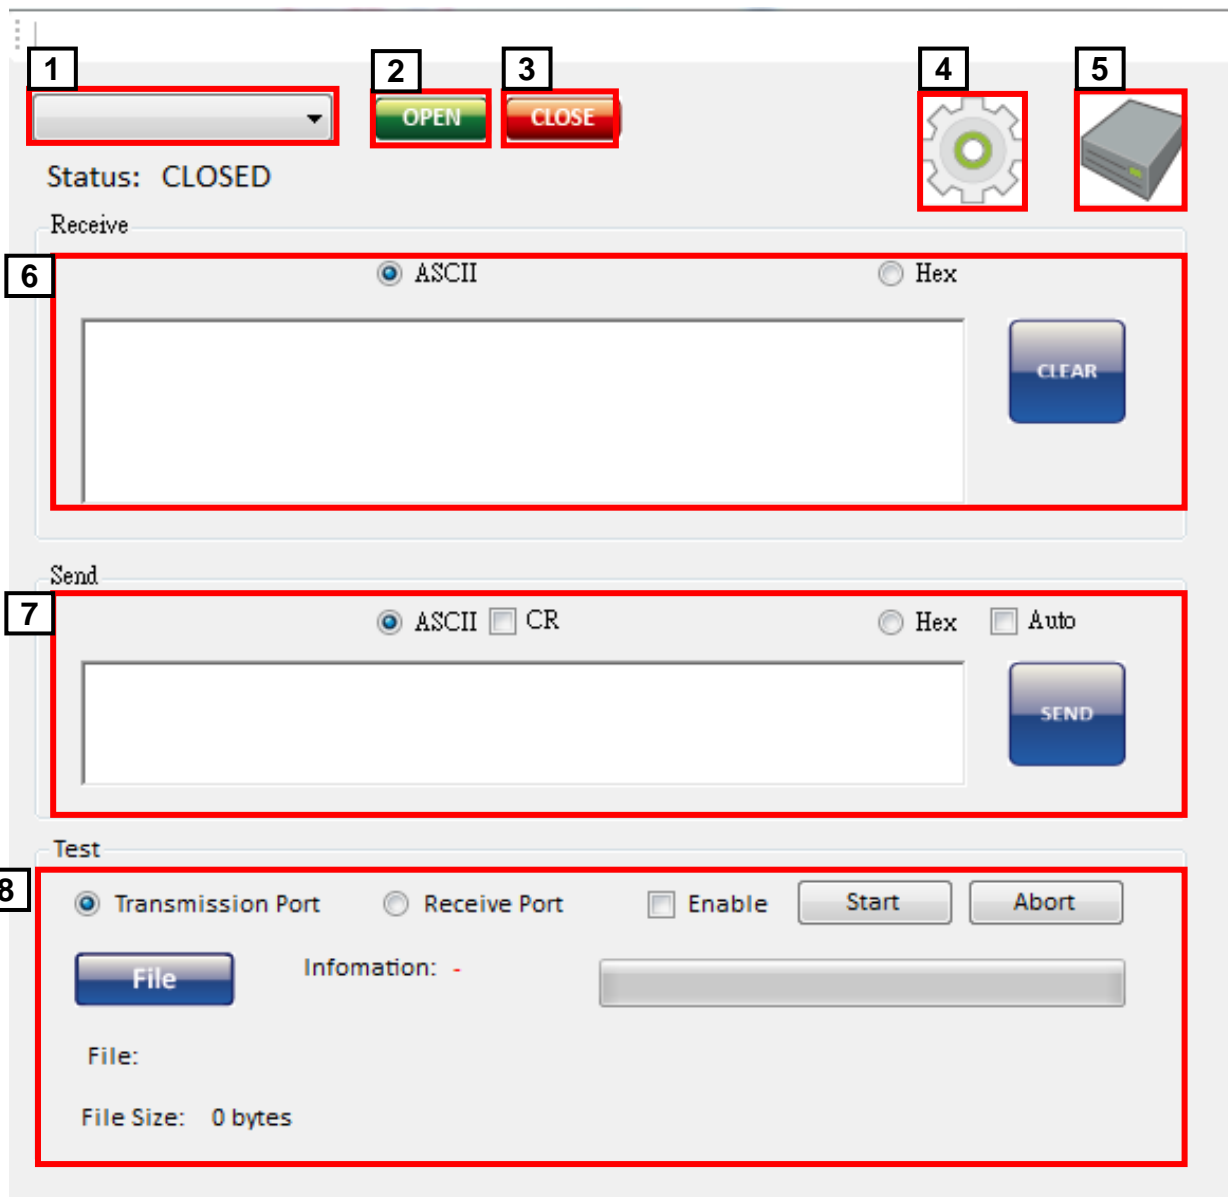 1 2 3 4 5
OPEN CLOSE
Status: CLOSED
Receive
6 ASCII Hex
CLEAR
Send
7 ASCII CR Hex Auto
SEND
Test
8 Transmission Port Receive Port Enable Start Abort
File Infomation: -
File:
File Size: 0 bytes